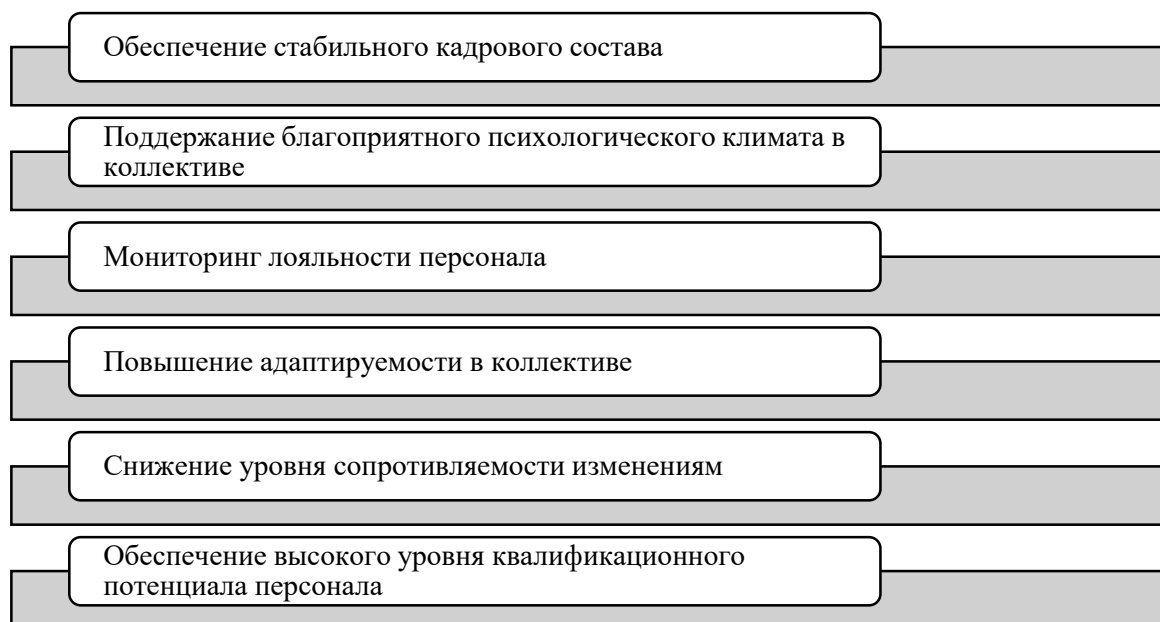 Обеспечение стабильного кадрового состава
Поддержание благоприятного психологического климата в
коллективе
Мониторинг лояльности персонала
Повышение адаптируемости в коллективе
Снижение уровня сопротивляемости изменениям
Обеспечение высокого уровня квалификационного
потенциала персонала